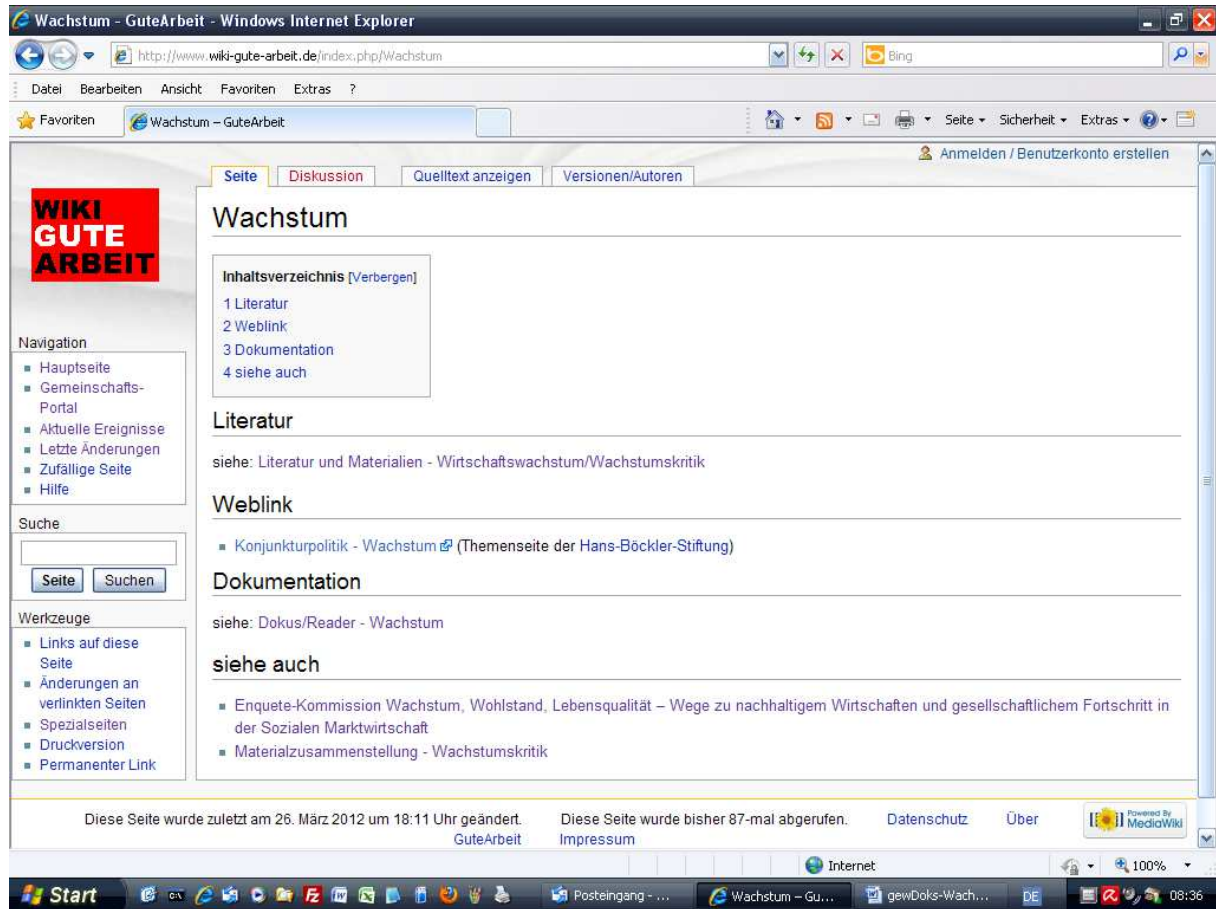 Wachstum - GuteArbeit - Windows Internet Explorer
http://www.wiki-gute-arbeit.de/index.php/Wachstum
Bing
Datei Bearbeiten Ansicht Favoriten Extras ?
Favoriten
Wachstum – GuteArbeit
Seite Sicherheit Extras
Anmelden / Benutzerkonto erstellen
Seite Diskussion Quelltext anzeigen Versionen/Autoren
WIKI
GUTE
ARBEIT
Navigation
Hauptseite
Gemeinschafts-
Portal
Aktuelle Ereignisse
Letzte Änderungen
Zufällige Seite
Hilfe
Suche
Seite Suchen
Werkzeuge
Links auf diese
Seite
Änderungen an
verlinkten Seiten
Spezialseiten
Druckversion
Permanenter Link
Wachstum
Inhaltsverzeichnis [Verbergen]
1 Literatur
2 Weblink
3 Dokumentation
4 siehe auch
Literatur
siehe: Literatur und Materialien - Wirtschaftswachstum/Wachstumskritik
Weblink
Konjunkturpolitik - Wachstum (Themenseite der Hans-Böckler-Stiftung)
Dokumentation
siehe: Dokus/Reader - Wachstum
siehe auch
Enquete-Kommission Wachstum, Wohlstand, Lebensqualität – Wege zu nachhaltigem Wirtschaften und gesellschaftlichem Fortschritt in
der Sozialen Marktwirtschaft
Materialzusammenstellung - Wachstumskritik
Diese Seite wurde zuletzt am 26. März 2012 um 18:11 Uhr geändert. Diese Seite wurde bisher 87-mal abgerufen. Datenschutz Über
GuteArbeit Impressum
Powered By
MediaWiki
Internet 100%
Start Posteingang - ... Wachstum – Gu... gewDoks-Wach... DE 08:36